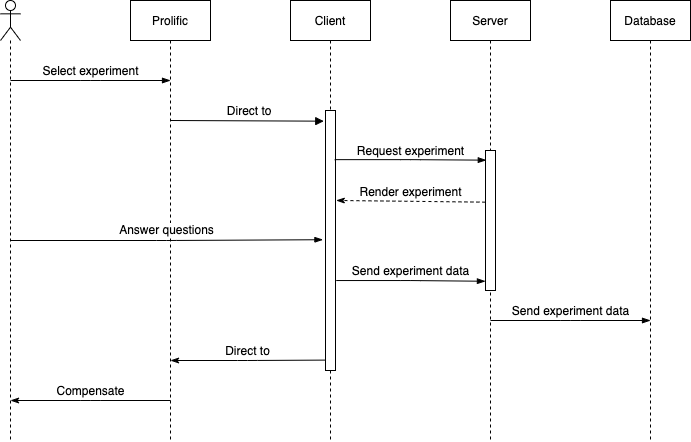 Prolific
Client
Server
Database
Select experiment
Direct to
Request experiment
Render experiment
Answer questions
Send experiment data
Send experiment data
Direct to
Compensate